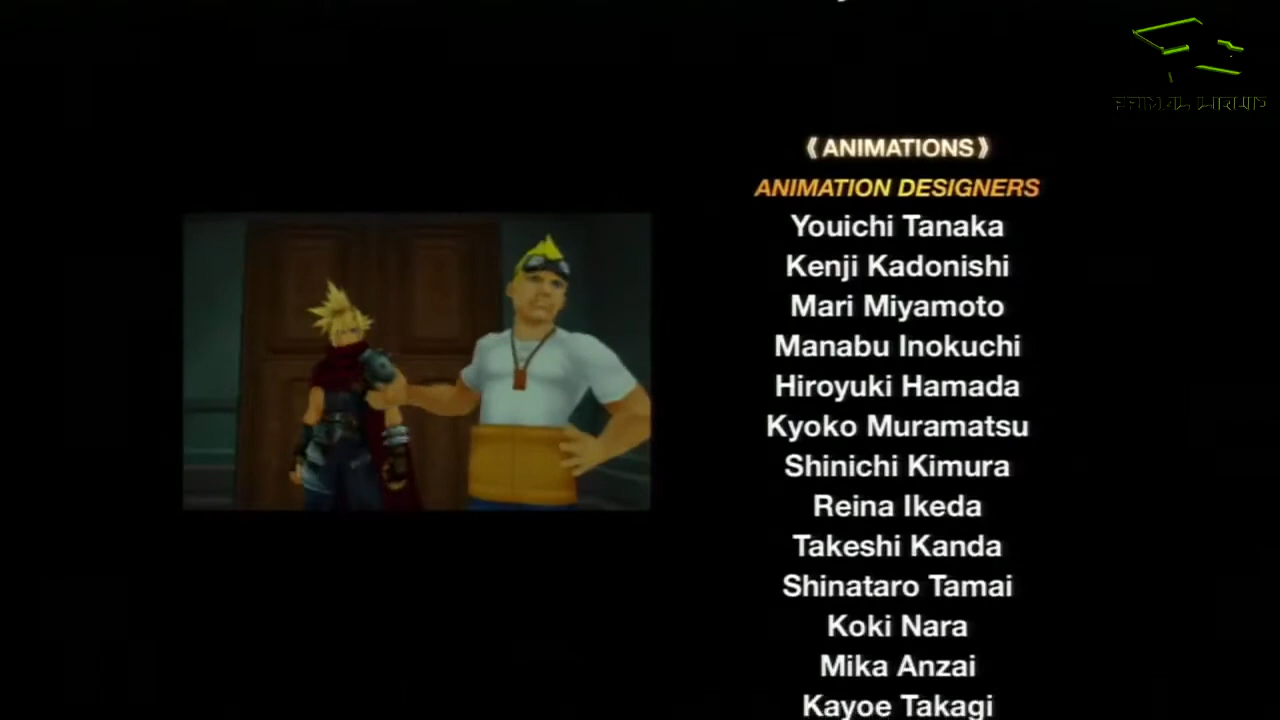 《ANIMATIONS》
ANIMATION DESIGNERS
Youichi Tanaka
Kenji Kadonishi
Mari Miyamoto
Manabu Inokuchi
Hiroyuki Hamada
Kyoko Muramatsu
Shinichi Kimura
Reina Ikeda
Takeshi Kanda
Shinataro Tamai
Koki Nara
Mika Anzai
Kayoe Takagi